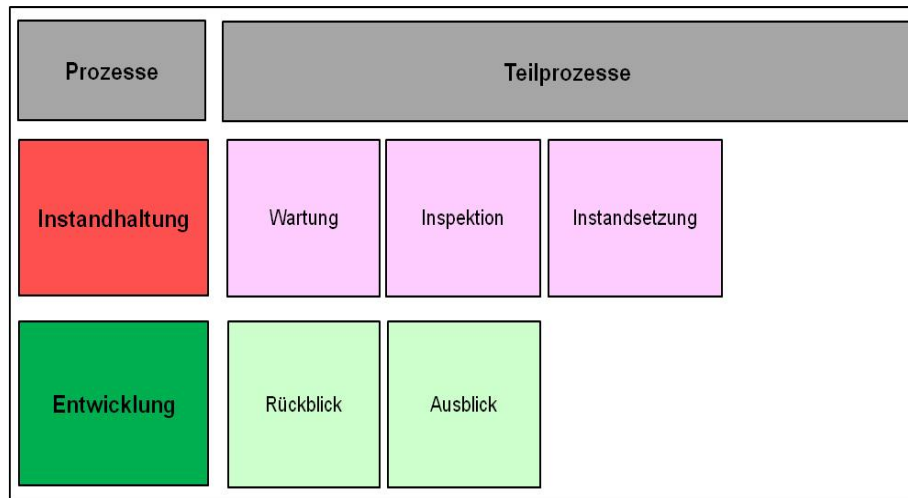 Prozesse
Teilprozesse
Instandhaltung
Wartung
Inspektion
Instandsetzung
Entwicklung
Rückblick
Ausblick